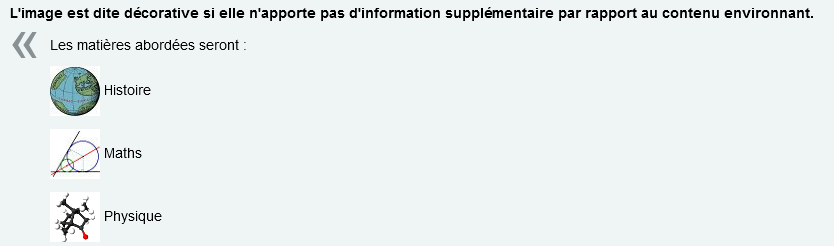 L'image est dite décorative si elle n'apporte pas d'information supplémentaire par rapport au contenu environnant.
« Les matières abordées seront :
Histoire
Maths
Physique